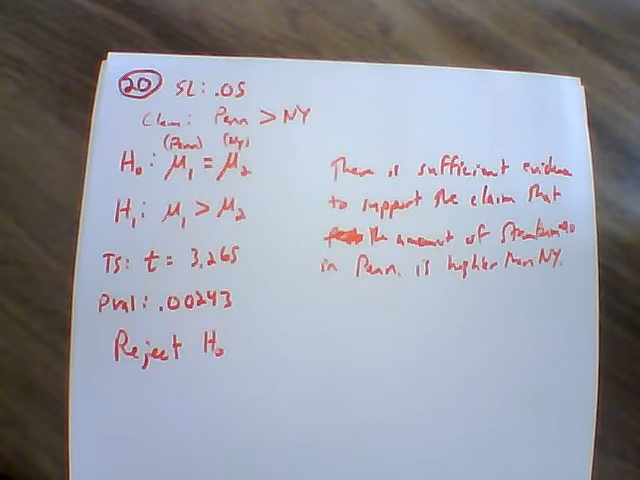 20 SL: .05
Claim: Penn > NY
(Penn) (NY)
H₀: μ₁ = μ₂
H₁: μ₁ > μ₂
TS: t = 3.265
Pval: .00243
Reject H₀
There is sufficient evidence
to support the claim that
the amount of Strontium-90
in Penn. is higher than NY.